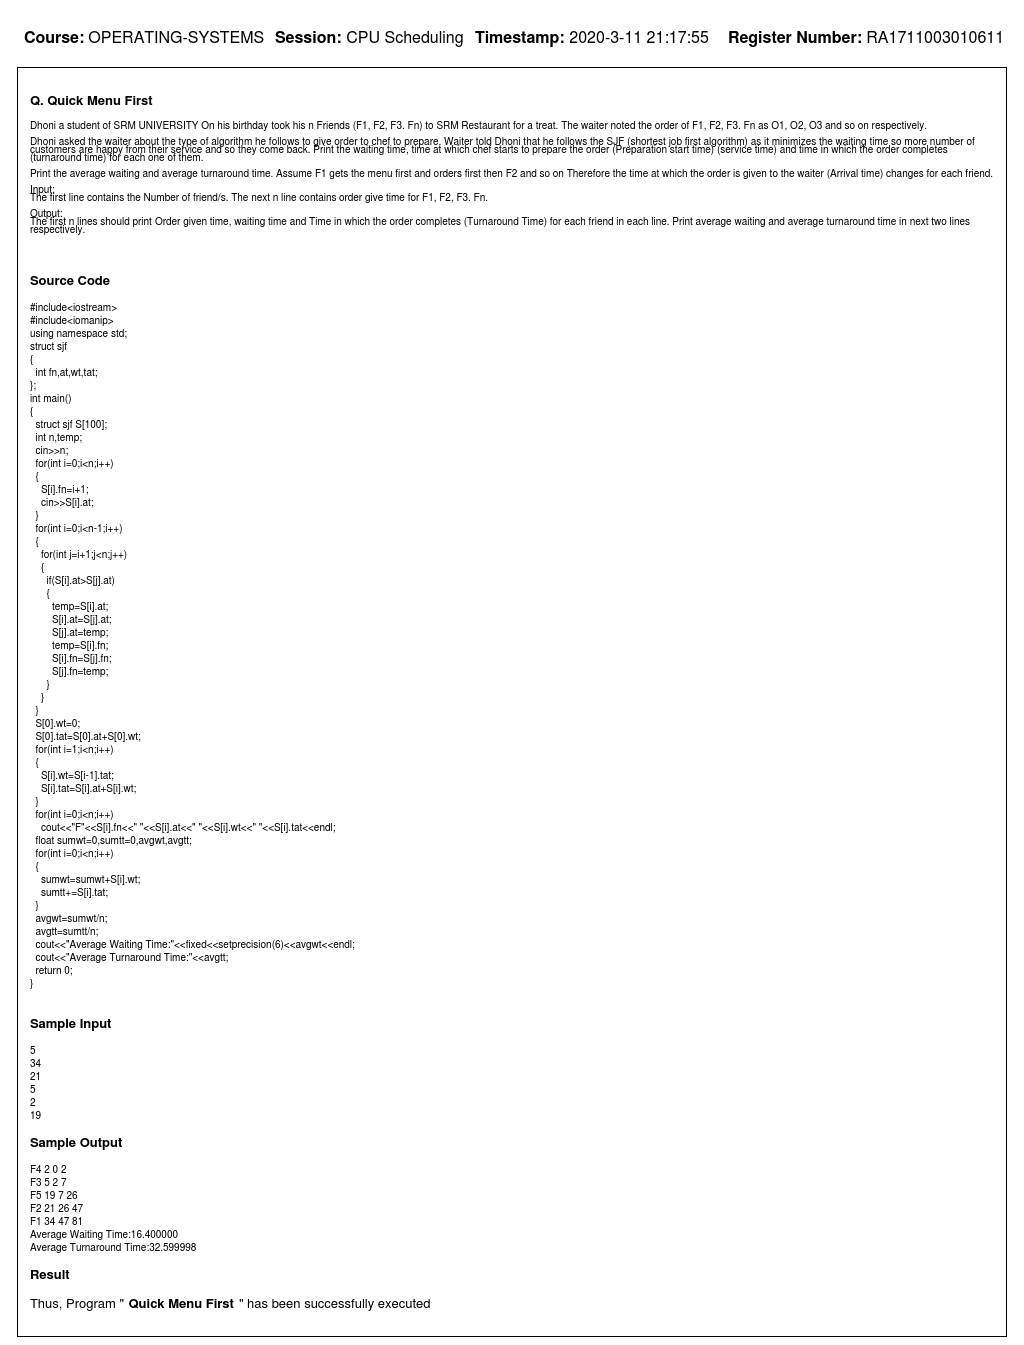 Course: OPERATING-SYSTEMS Session: CPU Scheduling Timestamp: 2020-3-11 21:17:55 Register Number: RA1711003010611
Q. Quick Menu First
Dhoni a student of SRM UNIVERSITY On his birthday took his n Friends (F1, F2, F3. Fn) to SRM Restaurant for a treat. The waiter noted the order of F1, F2, F3. Fn as O1, O2, O3 and so on respectively.
Dhoni asked the waiter about the type of algorithm he follows to give order to chef to prepare, Waiter told Dhoni that he follows the SJF (shortest job first algorithm) as it minimizes the waiting time so more number of
customers are happy from their service and so they come back. Print the waiting time, time at which chef starts to prepare the order (Preparation start time) (service time) and time in which the order completes
(turnaround time) for each one of them.
Print the average waiting and average turnaround time. Assume F1 gets the menu first and orders first then F2 and so on Therefore the time at which the order is given to the waiter (Arrival time) changes for each friend.
Input:
The first line contains the Number of friend/s. The next n line contains order give time for F1, F2, F3. Fn.
Output:
The first n lines should print Order given time, waiting time and Time in which the order completes (Turnaround Time) for each friend in each line. Print average waiting and average turnaround time in next two lines
respectively.
Source Code
#include<iostream>
#include<iomanip>
using namespace std;
struct sjf
{
int fn,at,wt,tat;
};
int main()
{
struct sjf S[100];
int n,temp;
cin>>n;
for(int i=0;i<n;i++)
{
S[i].fn=i+1;
cin>>S[i].at;
}
for(int i=0;i<n-1;i++)
{
for(int j=i+1;j<n;j++)
{
if(S[i].at>S[j].at)
{
temp=S[i].at;
S[i].at=S[j].at;
S[j].at=temp;
temp=S[i].fn;
S[i].fn=S[j].fn;
S[j].fn=temp;
}
}
}
S[0].wt=0;
S[0].tat=S[0].at+S[0].wt;
for(int i=1;i<n;i++)
{
S[i].wt=S[i-1].tat;
S[i].tat=S[i].at+S[i].wt;
}
for(int i=0;i<n;i++)
cout<<"F"<<S[i].fn<<" "<<S[i].at<<" "<<S[i].wt<<" "<<S[i].tat<<endl;
float sumwt=0,sumtt=0,avgwt,avgtt;
for(int i=0;i<n;i++)
{
sumwt=sumwt+S[i].wt;
sumtt+=S[i].tat;
}
avgwt=sumwt/n;
avgtt=sumtt/n;
cout<<"Average Waiting Time:"<<fixed<<setprecision(6)<<avgwt<<endl;
cout<<"Average Turnaround Time:"<<avgtt;
return 0;
}
Sample Input
5
34
21
5
2
19
Sample Output
F4 2 0 2
F3 5 2 7
F5 19 7 26
F2 21 26 47
F1 34 47 81
Average Waiting Time:16.400000
Average Turnaround Time:32.599998
Result
Thus, Program " Quick Menu First " has been successfully executed